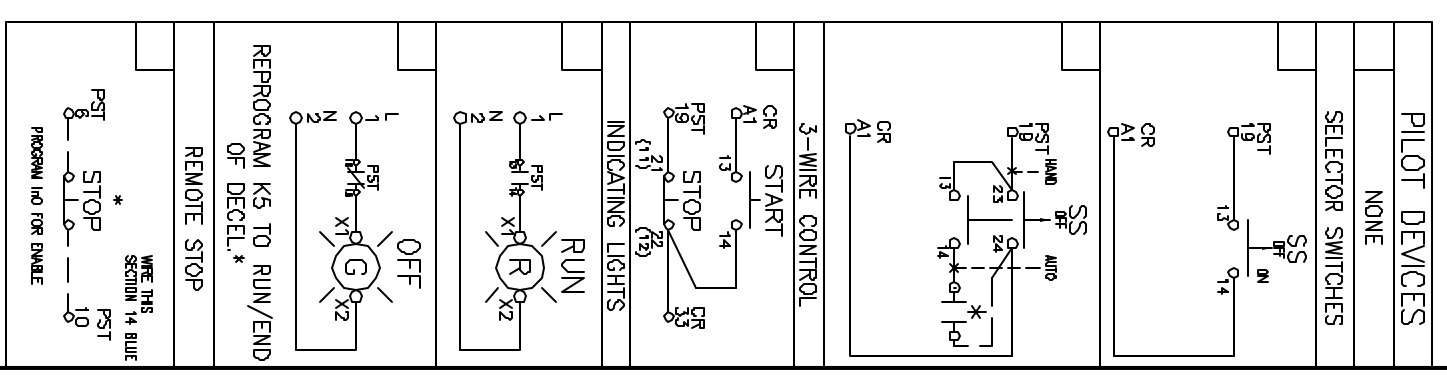 PILOT DEVICES
NONE
SELECTOR SWITCHES
SS
OFF ON
PST
19
13 14
CR
A1
SS
OFF
HAND AUTO
PST
19
23 24
13 14
CR
A1
3-WIRE CONTROL
START
CR
A1
13 14
STOP
PST
19
21 22
(11) (12)
CR
33
INDICATING LIGHTS
RUN
L
1
PST
X1 R X2
N
2
OFF
L
1
PST
X1 G X2
N
2
REPROGRAM K5 TO RUN/END
OF DECEL.*
REMOTE STOP
WIRE THIS
SECTION 14 BLUE
*
STOP
PST
6
PST
10
PROGRAM In0 FOR ENABLE